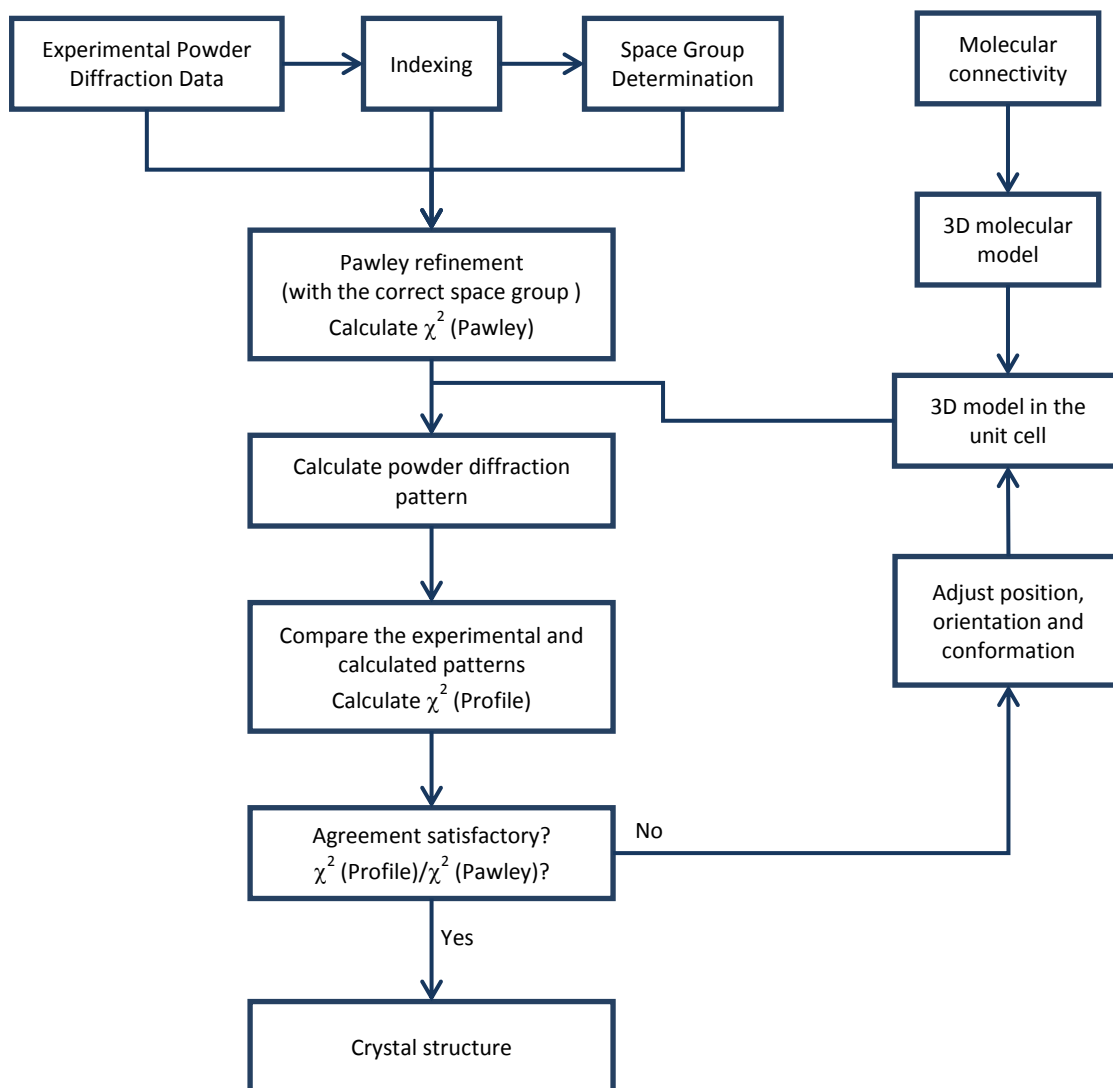 Experimental Powder
Diffraction Data
Indexing
Space Group
Determination
Molecular
connectivity
Pawley refinement
(with the correct space group )
Calculate χ² (Pawley)
3D molecular
model
3D model in the
unit cell
Calculate powder diffraction
pattern
Adjust position,
orientation and
conformation
Compare the experimental and
calculated patterns
Calculate χ² (Profile)
Agreement satisfactory?
χ² (Profile)/χ² (Pawley)?
No
Yes
Crystal structure